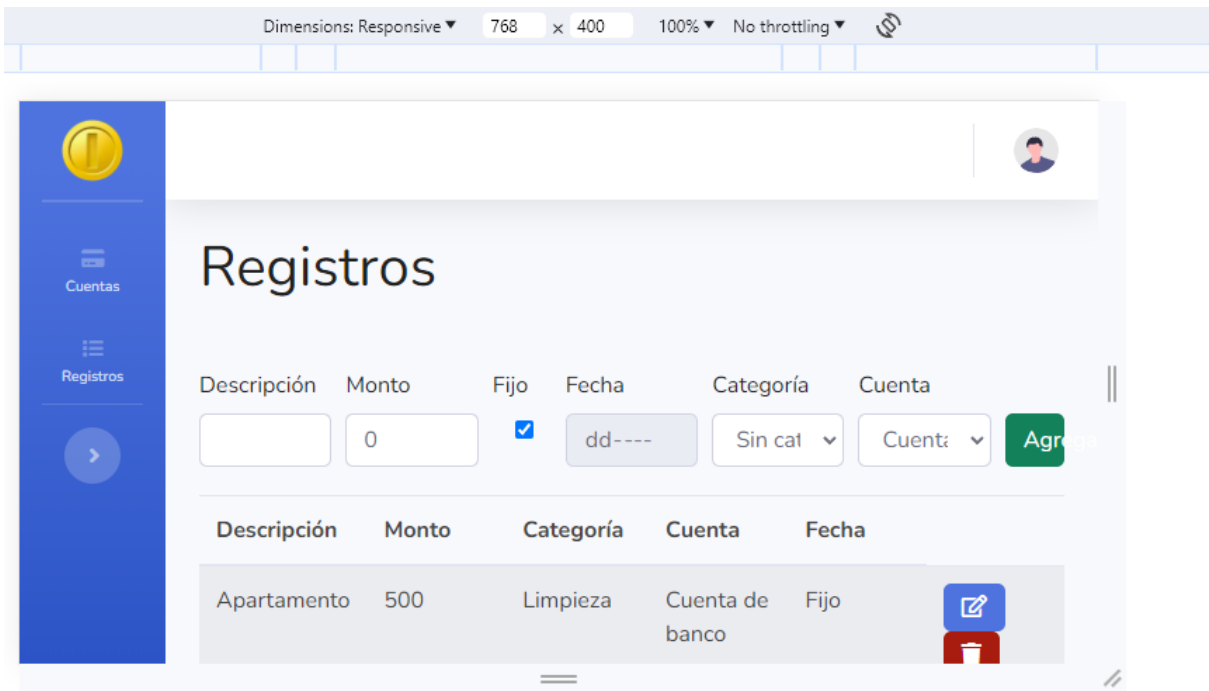 Dimensions: Responsive ▼ 768 × 400 100% ▼ No throttling ▼
Registros
Cuentas
Registros
Descripción Monto Fijo Fecha Categoría Cuenta
0 dd---- Sin cat Cuenta Agrega
Descripción Monto Categoría Cuenta Fecha
Apartamento 500 Limpieza Cuenta de Fijo
banco